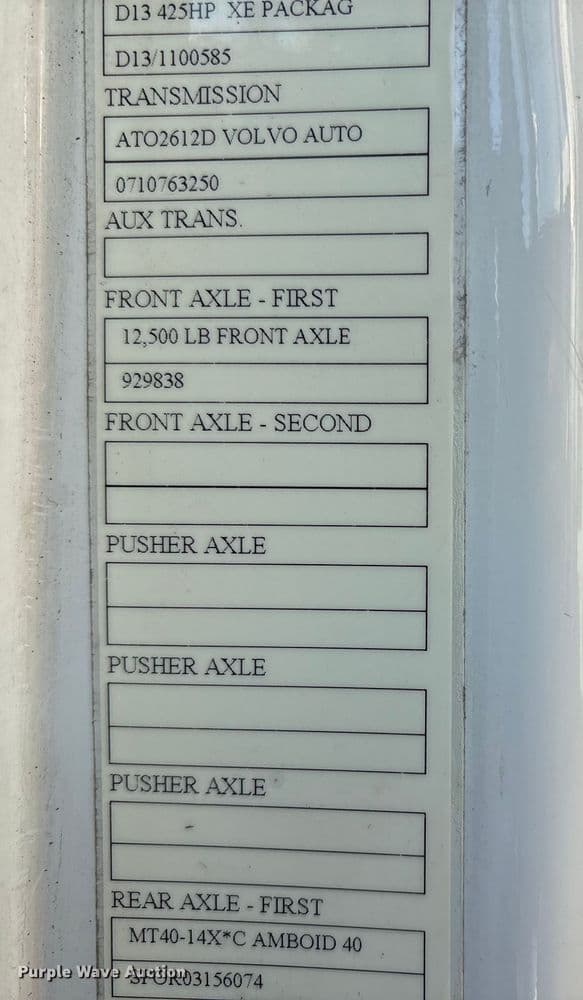 D13 425HP XE PACKAG
D13/1100585
TRANSMISSION
ATO2612D VOLVO AUTO
0710763250
AUX TRANS.
FRONT AXLE - FIRST
12,500 LB FRONT AXLE
929838
FRONT AXLE - SECOND
PUSHER AXLE
PUSHER AXLE
PUSHER AXLE
REAR AXLE - FIRST
MT40-14X*C AMBOID 40
Purple Wave Auction